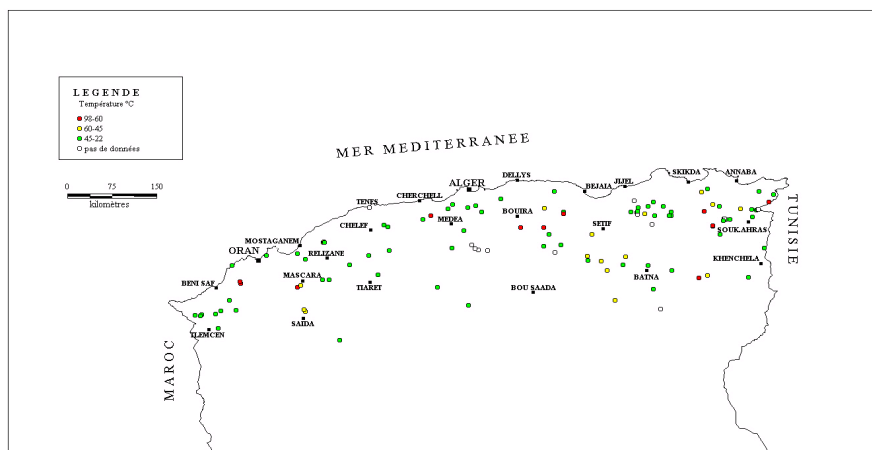 L E G E N D E
Température °C
98-60
60-45
45-22
pas de données
0 75 150
kilomètres
MER MEDITERRANEE
MAROC
TUNISIE
SKIKDA
ANNABA
DELLYS
ALGER
BEJAIA
JIJEL
CHERCHELL
TENES
BOUIRA
MEDEA
SETIF
SOUK.AHRAS
CHELEF
MOSTAGANEM
ORAN
RELIZANE
KHENCHELA
MASCARA
BATNA
BENI SAF
TIARET
BOU SAADA
SAIDA
TLEMCEN